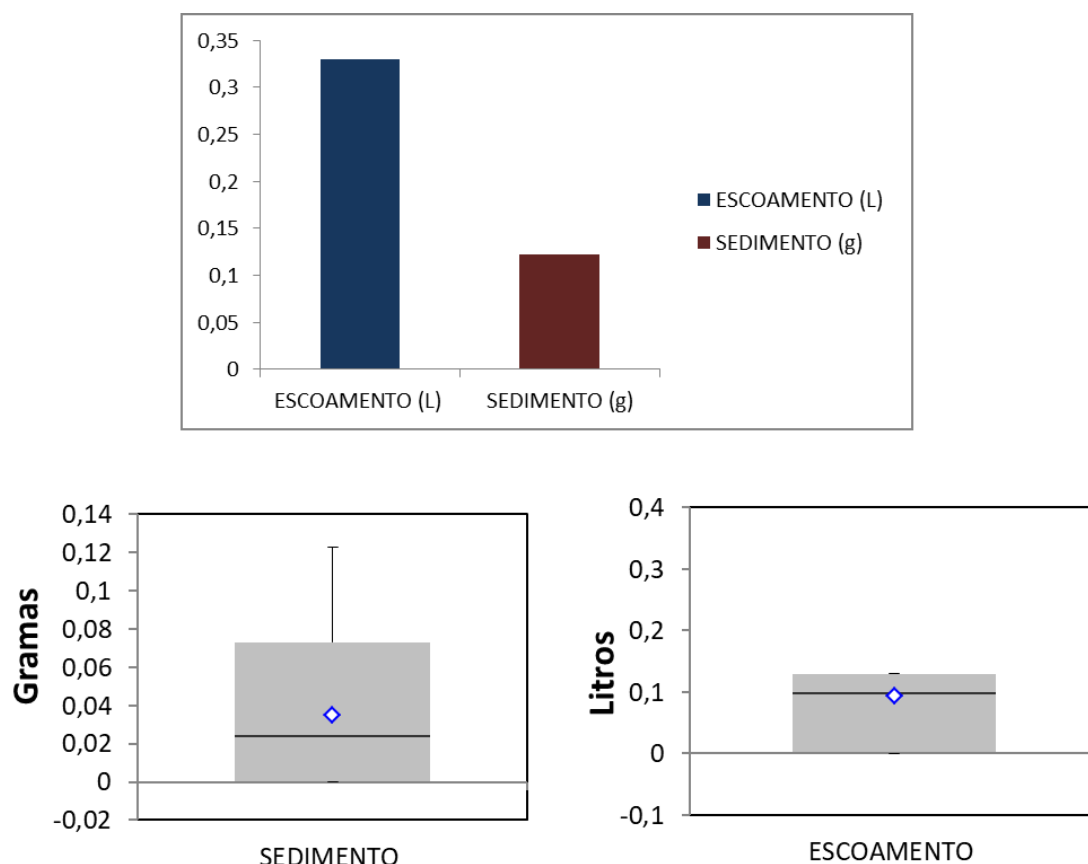 0,35
0,3
0,25
0,2
0,15
0,1
0,05
0
ESCOAMENTO (L)
SEDIMENTO (g)
ESCOAMENTO (L)
SEDIMENTO (g)
Gramas
0,14
0,12
0,1
0,08
0,06
0,04
0,02
0
-0,02
SEDIMENTO
Litros
0,4
0,3
0,2
0,1
0
-0,1
ESCOAMENTO